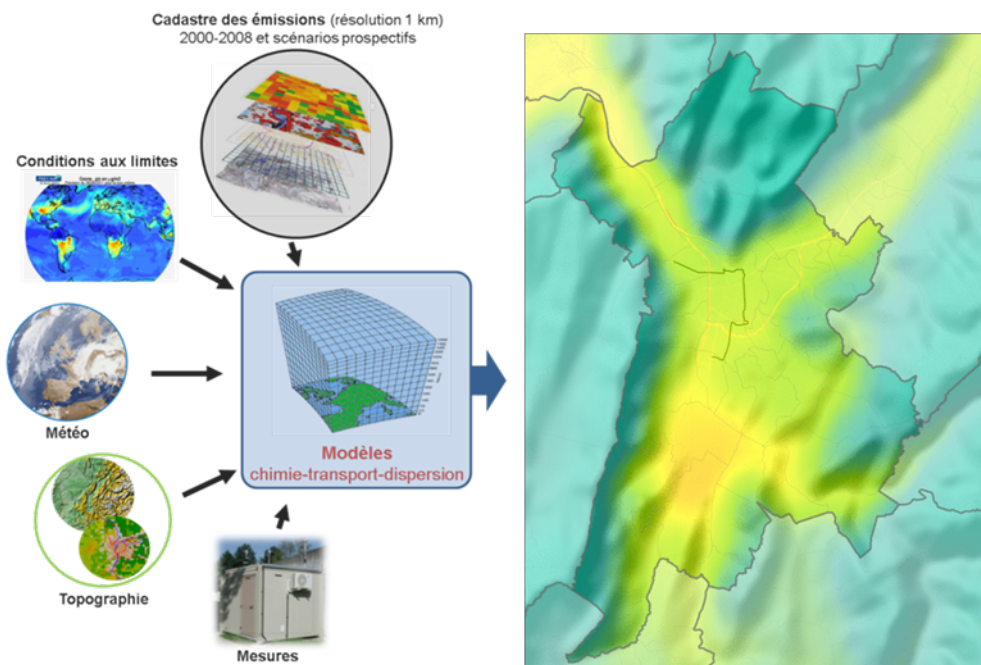 Cadastre des émissions (résolution 1 km)
2000-2008 et scénarios prospectifs
Conditions aux limites
Météo
Modèles
chimie-transport-dispersion
Topographie
Mesures